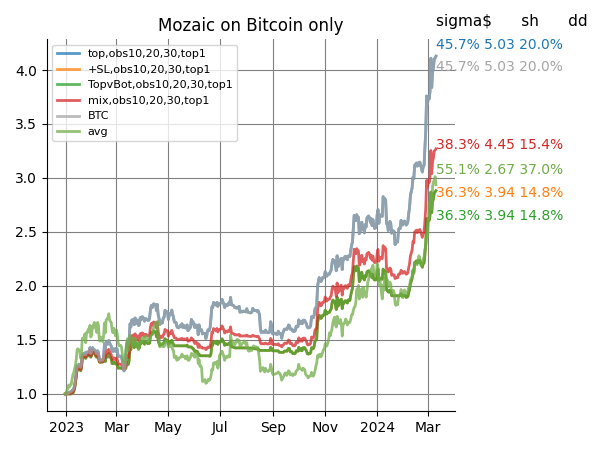 Mozaic on Bitcoin only
sigma$ sh dd
top,obs10,20,30,top1
+SL,obs10,20,30,top1
TopvBot,obs10,20,30,top1
mix,obs10,20,30,top1
BTC
avg
45.7% 5.03 20.0%
45.7% 5.03 20.0%
38.3% 4.45 15.4%
55.1% 2.67 37.0%
36.3% 3.94 14.8%
36.3% 3.94 14.8%
4.0
3.5
3.0
2.5
2.0
1.5
1.0
2023 Mar May Jul Sep Nov 2024 Mar